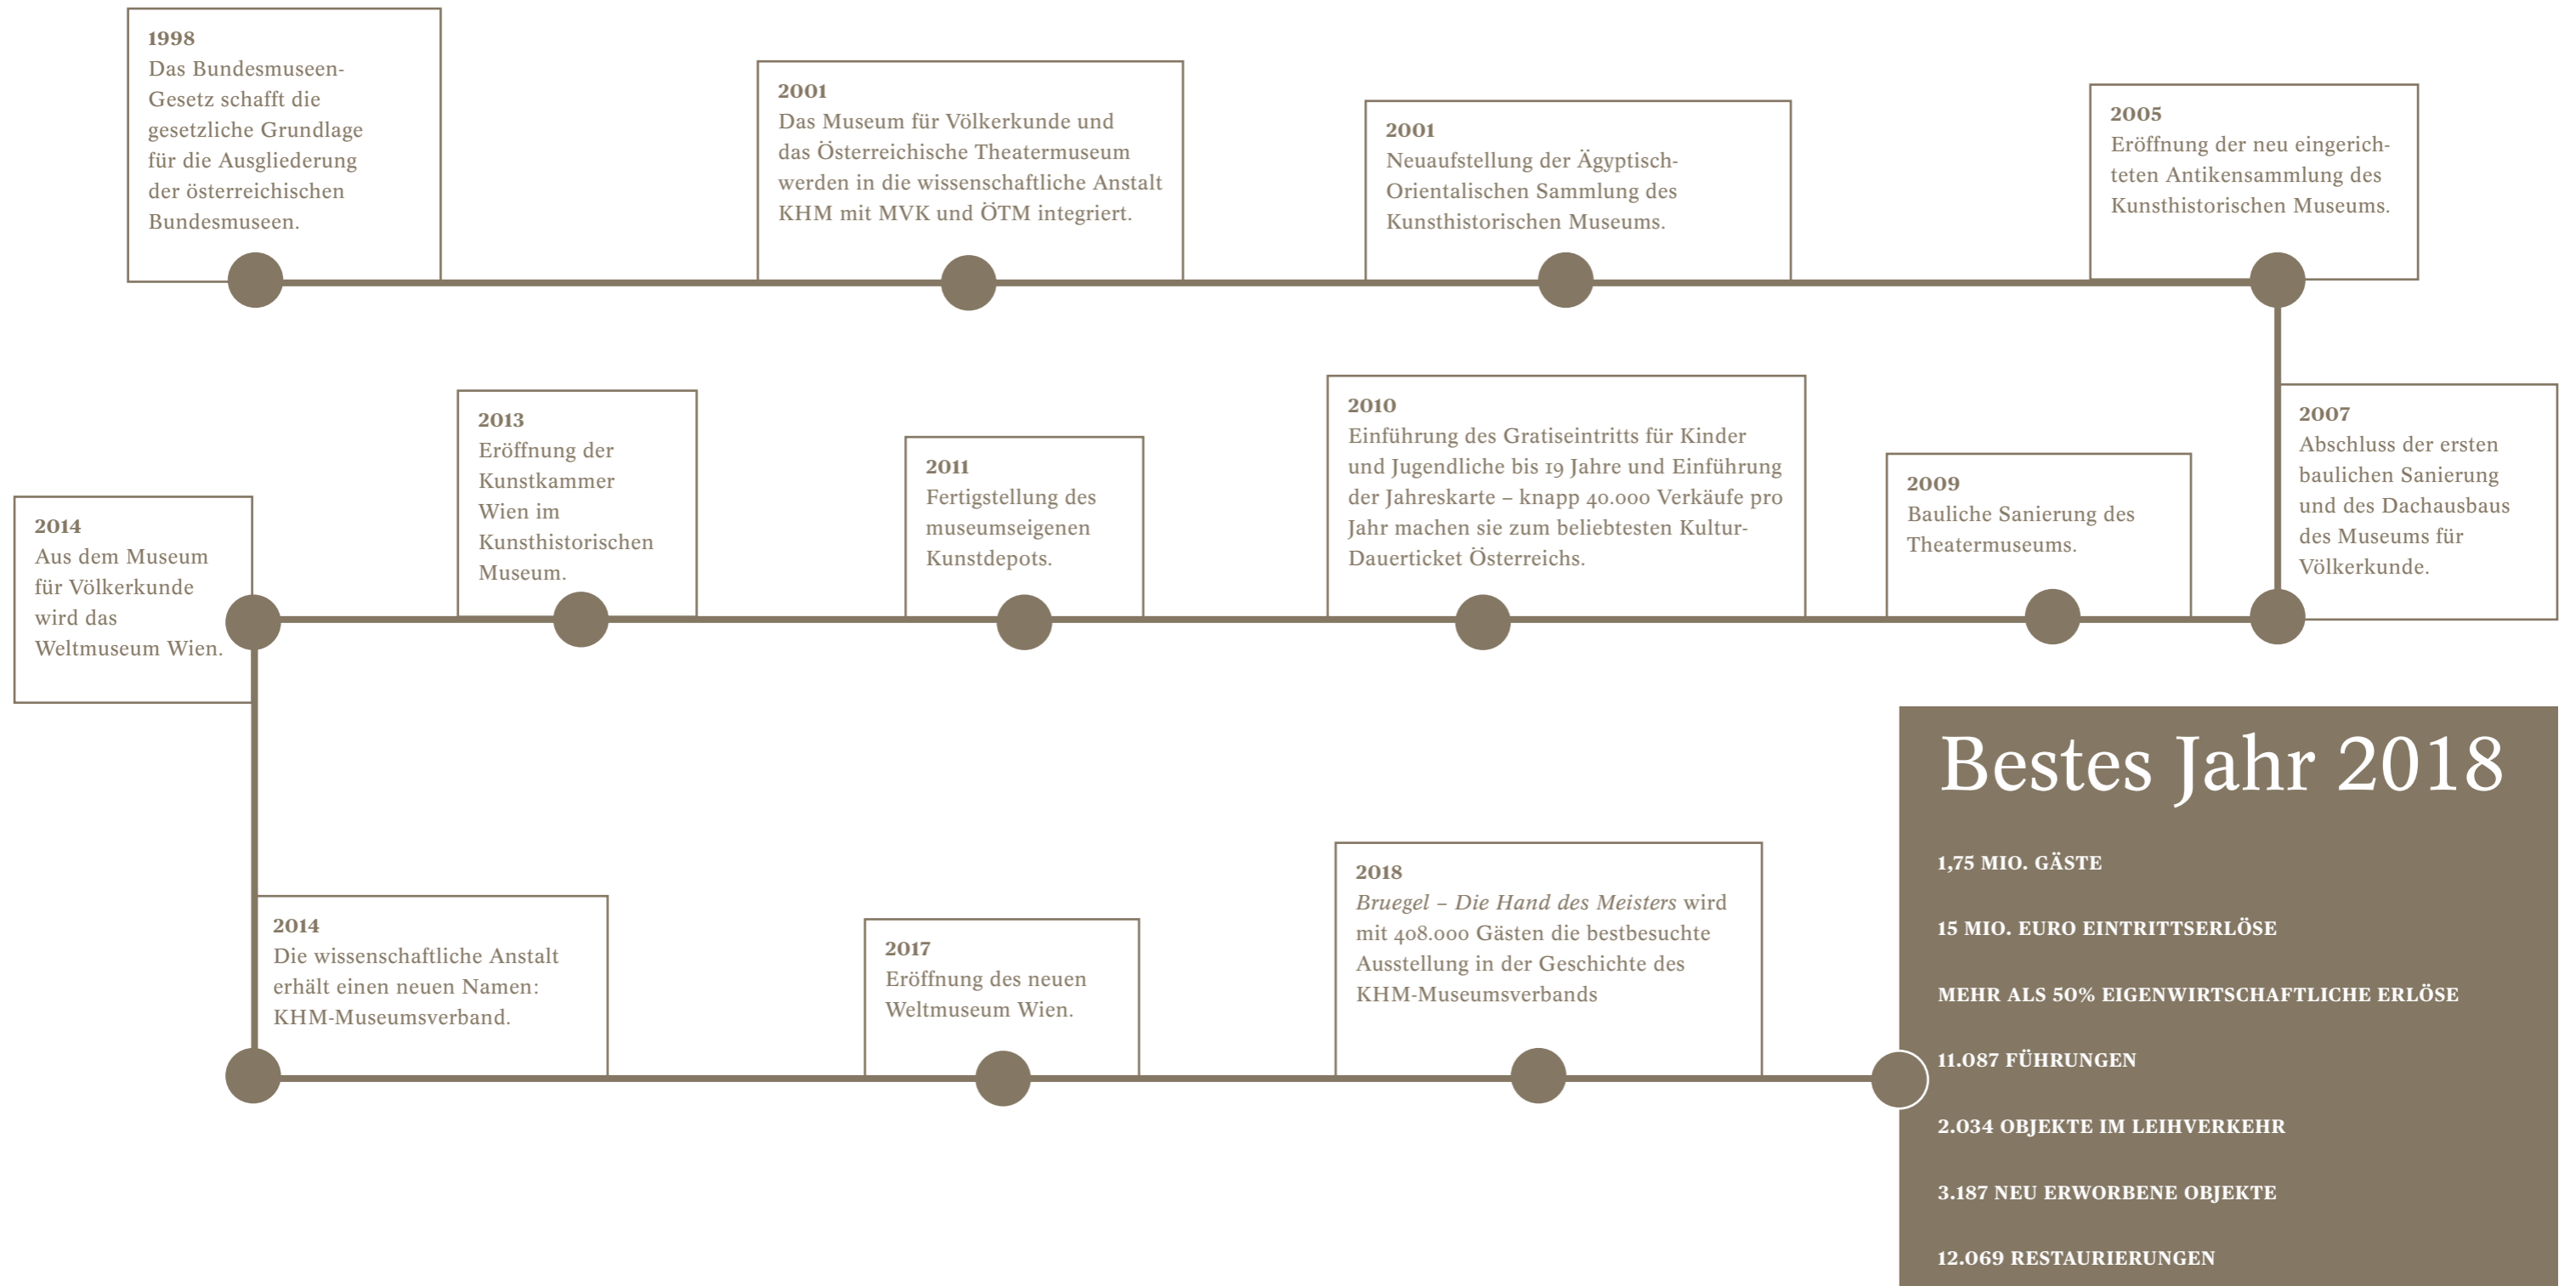 1998
Das Bundesmuseen-
Gesetz schafft die
gesetzliche Grundlage
für die Ausgliederung
der österreichischen
Bundesmuseen.
2001
Das Museum für Völkerkunde und
das Österreichische Theatermuseum
werden in die wissenschaftliche Anstalt
KHM mit MVK und ÖTM integriert.
2001
Neuaufstellung der Ägyptisch-
Orientalischen Sammlung des
Kunsthistorischen Museums.
2005
Eröffnung der neu eingerich-
teten Antikensammlung des
Kunsthistorischen Museums.
2007
Abschluss der ersten
baulichen Sanierung
und des Dachausbaus
des Museums für
Völkerkunde.
2009
Bauliche Sanierung des
Theatermuseums.
2010
Einführung des Gratiseintritts für Kinder
und Jugendliche bis 19 Jahre und Einführung
der Jahreskarte – knapp 40.000 Verkäufe pro
Jahr machen sie zum beliebtesten Kultur-
Dauerticket Österreichs.
2011
Fertigstellung des
museumseigenen
Kunstdepots.
2013
Eröffnung der
Kunstkammer
Wien im
Kunsthistorischen
Museum.
2014
Aus dem Museum
für Völkerkunde
wird das
Weltmuseum Wien.
2014
Die wissenschaftliche Anstalt
erhält einen neuen Namen:
KHM-Museumsverband.
2017
Eröffnung des neuen
Weltmuseum Wien.
2018
Bruegel – Die Hand des Meisters wird
mit 408.000 Gästen die bestbesuchte
Ausstellung in der Geschichte des
KHM-Museumsverbands
Bestes Jahr 2018
1,75 MIO. GÄSTE
15 MIO. EURO EINTRITTSERLÖSE
MEHR ALS 50% EIGENWIRTSCHAFTLICHE ERLÖSE
11.087 FÜHRUNGEN
2.034 OBJEKTE IM LEIHVERKEHR
3.187 NEU ERWORBENE OBJEKTE
12.069 RESTAURIERUNGEN